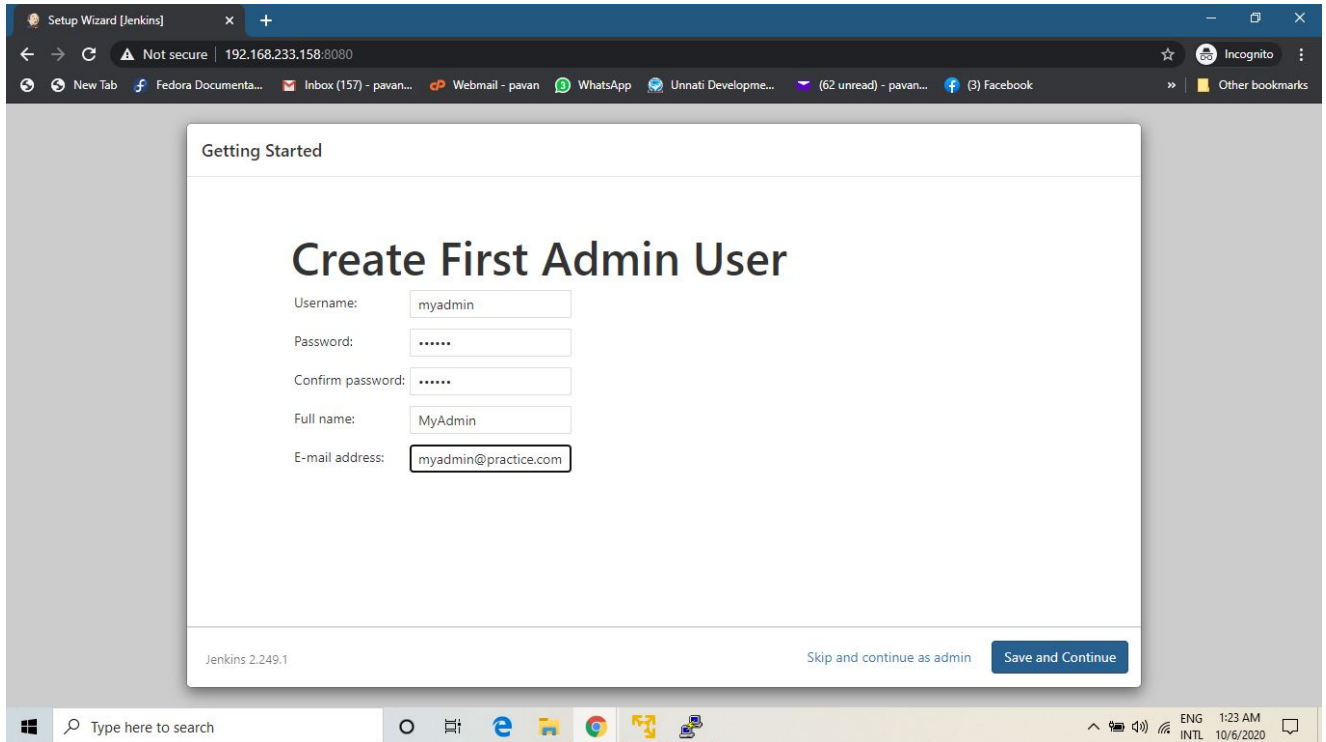 Setup Wizard [Jenkins]
Not secure 192.168.233.158:8080 Incognito
New Tab Fedora Documenta... Inbox (157) - pavan... cP Webmail - pavan 3 WhatsApp Unnati Developme... (62 unread) - pavan... (3) Facebook » Other bookmarks
Getting Started
Create First Admin User
Username: myadmin
Password: ••••••
Confirm password: ••••••
Full name: MyAdmin
E-mail address: myadmin@practice.com
Jenkins 2.249.1 Skip and continue as admin Save and Continue
Type here to search ENG 1:23 AM
INTL 10/6/2020